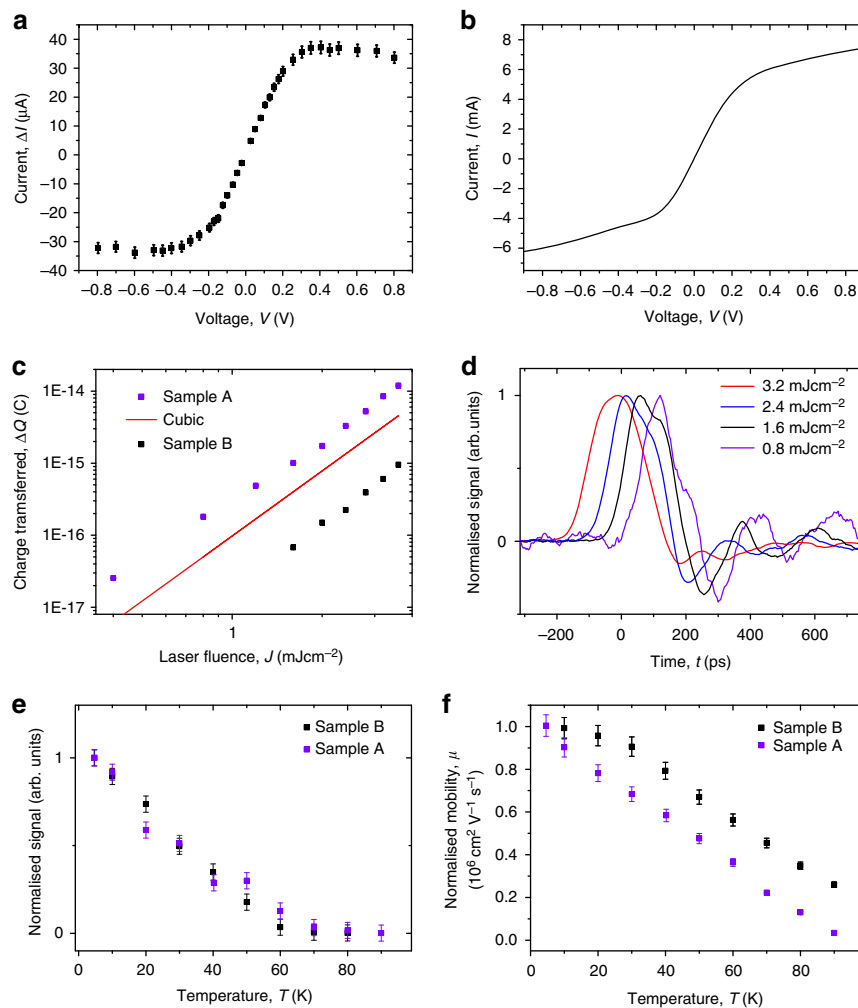 a
Current, ΔI (μA)
40
30
20
10
0
−10
−20
−30
−40
−0.8 −0.6 −0.4 −0.2 0.0 0.2 0.4 0.6 0.8
Voltage, V (V)
b
Current, I (mA)
8
6
4
2
0
−2
−4
−6
−0.8 −0.6 −0.4 −0.2 0.0 0.2 0.4 0.6 0.8
Voltage, V (V)
c
Charge transferred, ΔQ (C)
1E-14
1E-15
1E-16
1E-17
Sample A
Cubic
Sample B
1
Laser fluence, J (mJcm⁻²)
d
Normalised signal (arb.units)
1
0
3.2 mJcm⁻²
2.4 mJcm⁻²
1.6 mJcm⁻²
0.8 mJcm⁻²
−200 0 200 400 600
Time, t (ps)
e
Normalised signal (arb. units)
1
0
Sample B
Sample A
20 40 60 80
Temperature, T (K)
f
Normalised mobility, μ
(10⁶ cm² V⁻¹ s⁻¹)
1.0
0.8
0.6
0.4
0.2
0.0
Sample B
Sample A
0 20 40 60 80
Temperature, T (K)